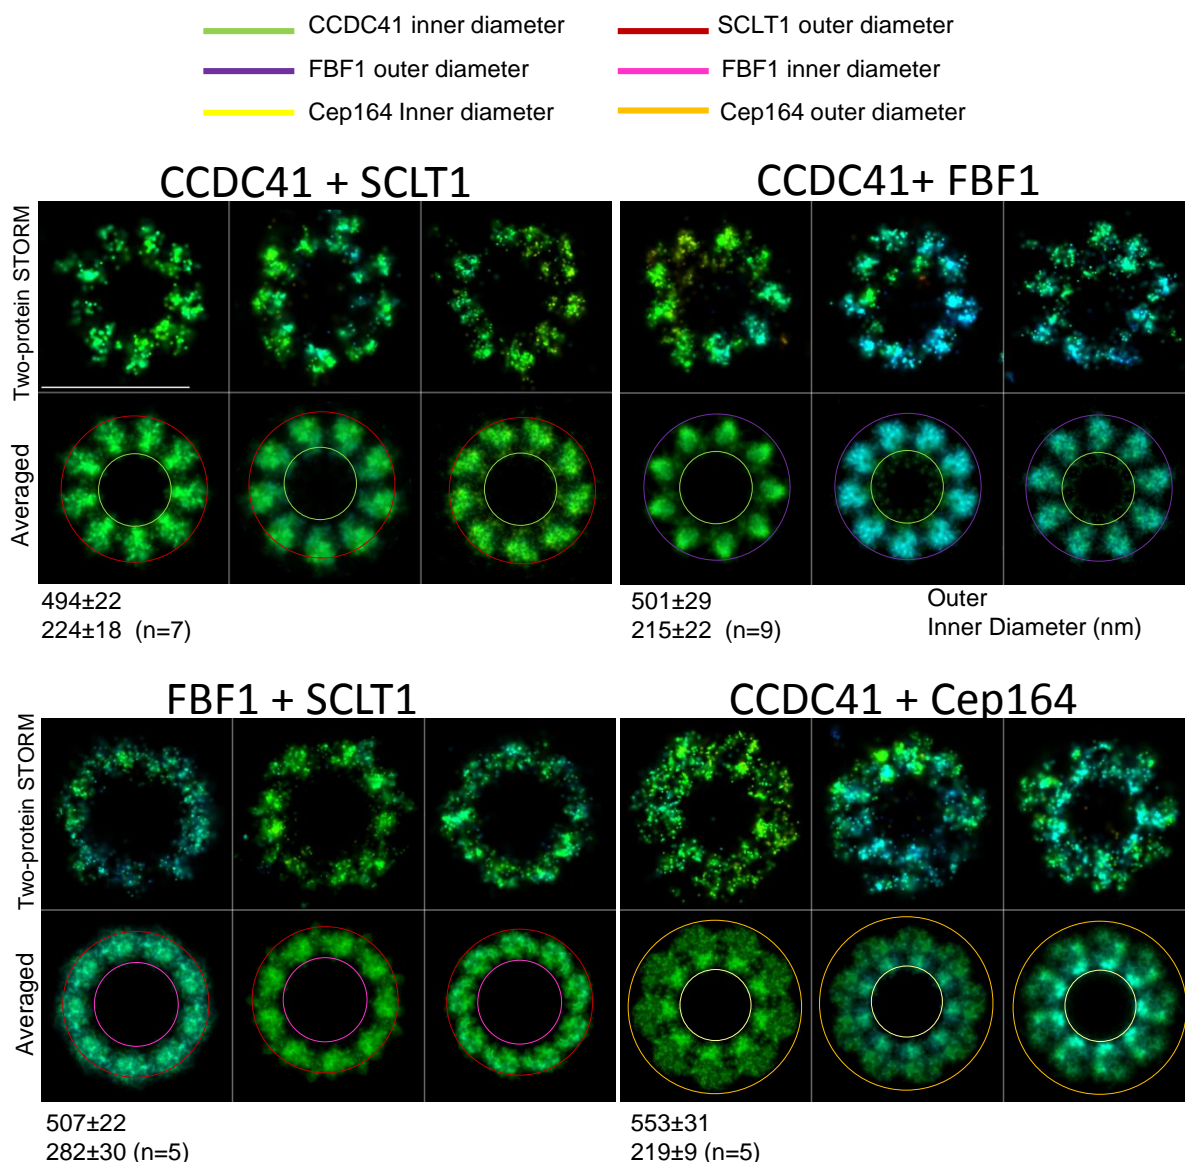 CCDC41 inner diameter
SCLT1 outer diameter
FBF1 outer diameter
FBF1 inner diameter
Cep164 Inner diameter
Cep164 outer diameter
CCDC41 + SCLT1
CCDC41+ FBF1
Two-protein STORM
Averaged
494±22
224±18 (n=7)
501±29
215±22 (n=9)
Outer
Inner Diameter (nm)
FBF1 + SCLT1
CCDC41 + Cep164
Two-protein STORM
Averaged
507±22
282±30 (n=5)
553±31
219±9 (n=5)